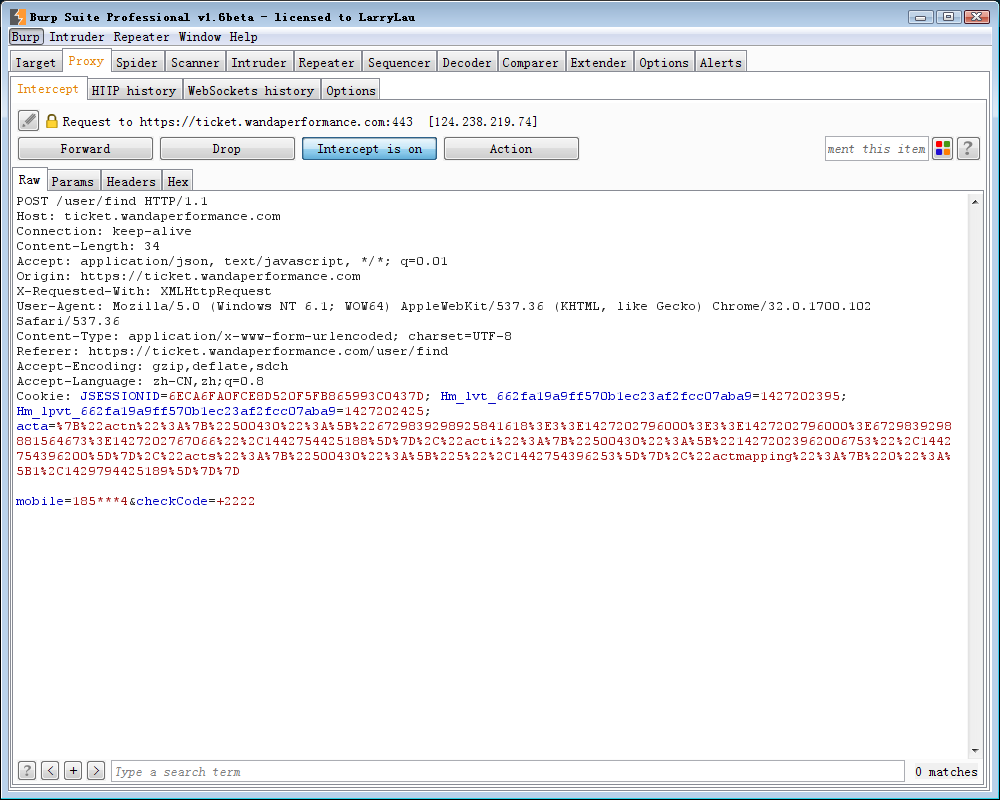 Burp Suite Professional v1.6beta - licensed to LarryLau
Burp Intruder Repeater Window Help
Target Proxy Spider Scanner Intruder Repeater Sequencer Decoder Comparer Extender Options Alerts
Intercept HTTP history WebSockets history Options
Request to https://ticket.wandaperformance.com:443 [124.238.219.74]
Forward Drop Intercept is on Action ment this item ?
Raw Params Headers Hex
POST /user/find HTTP/1.1
Host: ticket.wandaperformance.com
Connection: keep-alive
Content-Length: 34
Accept: application/json, text/javascript, */*; q=0.01
Origin: https://ticket.wandaperformance.com
X-Requested-With: XMLHttpRequest
User-Agent: Mozilla/5.0 (Windows NT 6.1; WOW64) AppleWebKit/537.36 (KHTML, like Gecko) Chrome/32.0.1700.102
Safari/537.36
Content-Type: application/x-www-form-urlencoded; charset=UTF-8
Referer: https://ticket.wandaperformance.com/user/find
Accept-Encoding: gzip,deflate,sdch
Accept-Language: zh-CN,zh;q=0.8
Cookie: JSESSIONID=6ECA6FA0FCE8D520F5FB865993C0437D; Hm_lvt_662fa19a9ff570b1ec23af2fcc07aba9=1427202395;
Hm_lpvt_662fa19a9ff570b1ec23af2fcc07aba9=1427202425;
acta=%7B%22actn%22%3A%7B%22500430%22%3A%5B%226729839298925841618%3E3%3E1427202796000%3E3%3E1427202796000%3E6729839298
881564673%3E1427202767066%22%2C1442754425188%5D%7D%2C%22acti%22%3A%7B%22500430%22%3A%5B%2214272023962006753%22%2C1442
754396200%5D%7D%2C%22acts%22%3A%7B%22500430%22%3A%5B%225%22%2C1442754396253%5D%7D%2C%22actmapping%22%3A%7B%220%22%3A%
5B1%2C1429794425189%5D%7D%7D
mobile=185***4&checkCode=+2222
? < + > Type a search term 0 matches